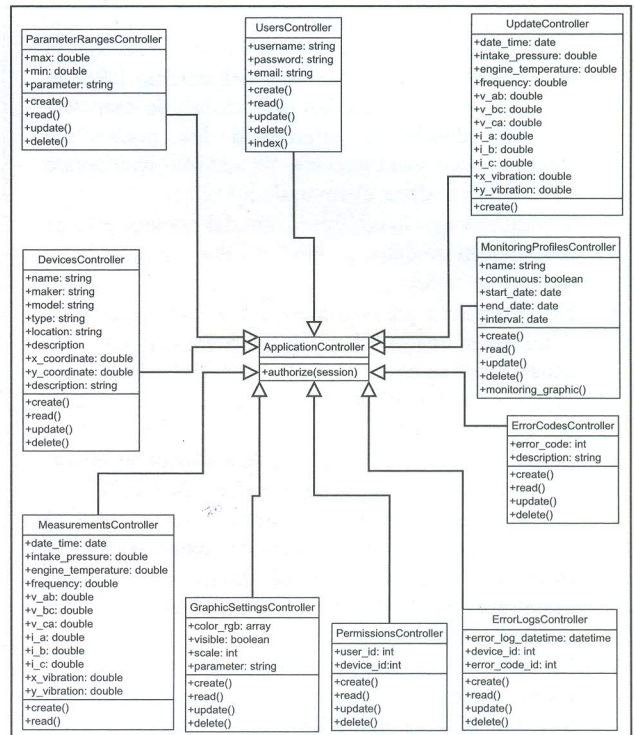 ParameterRangesController
+max: double
+min: double
+parameter: string
+create()
+read()
+update()
+delete()
UsersController
+username: string
+password: string
+email: string
+create()
+read()
+update()
+delete()
+index()
UpdateController
+date_time: date
+intake_pressure: double
+engine_temperature: double
+frequency: double
+v_ab: double
+v_bc: double
+v_ca: double
+i_a: double
+i_b: double
+i_c: double
+x_vibration: double
+y_vibration: double
+create()
DevicesController
+name: string
+maker: string
+model: string
+type: string
+location: string
+description
+x_coordinate: double
+y_coordinate: double
+description: string
+create()
+read()
+update()
+delete()
ApplicationController
+authorize(session)
MonitoringProfilesController
+name: string
+continuous: boolean
+start_date: date
+end_date: date
+interval: date
+create()
+read()
+update()
+delete()
+monitoring_graphic()
ErrorCodesController
+error_code: int
+description: string
+create()
+read()
+update()
+delete()
MeasurementsController
+date_time: date
+intake_pressure: double
+engine_temperature: double
+frequency: double
+v_ab: double
+v_bc: double
+v_ca: double
+i_a: double
+i_b: double
+i_c: double
+x_vibration: double
+y_vibration: double
+create()
+read()
GraphicSettingsController
+color_rgb: array
+visible: boolean
+scale: int
+parameter: string
+create()
+read()
+update()
+delete()
PermissionsController
+user_id: int
+device_id:int
+create()
+read()
+update()
+delete()
ErrorLogsController
+error_log_datetime: datetime
+device_id: int
+error_code_id: int
+create()
+read()
+update()
+delete()